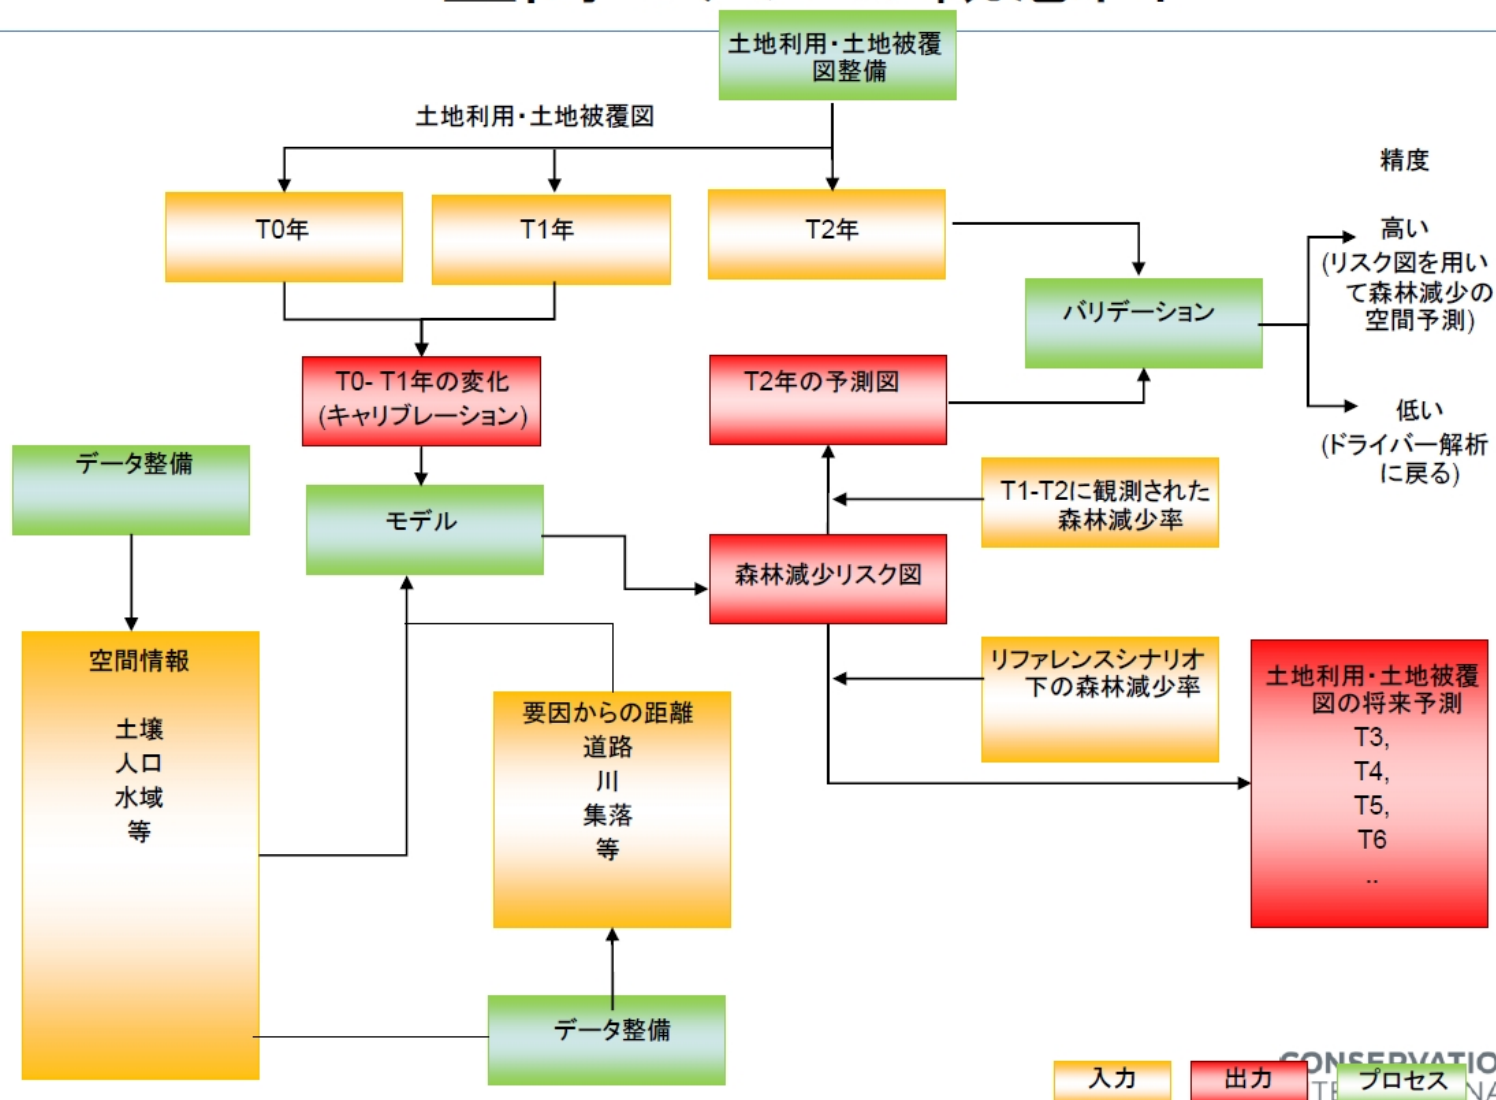 土地利用・土地被覆
図整備
土地利用・土地被覆図
T0年
T1年
T2年
精度
高い
(リスク図を用い
て森林減少の
空間予測)
バリデーション
T0- T1年の変化
(キャリブレーション)
T2年の予測図
低い
(ドライバー解析
に戻る)
データ整備
モデル
T1-T2に観測された
森林減少率
森林減少リスク図
空間情報
土壌
人口
水域
等
要因からの距離
道路
川
集落
等
リファレンスシナリオ
下の森林減少率
土地利用・土地被覆
図の将来予測
T3,
T4,
T5,
T6
..
データ整備
入力
出力
プロセス